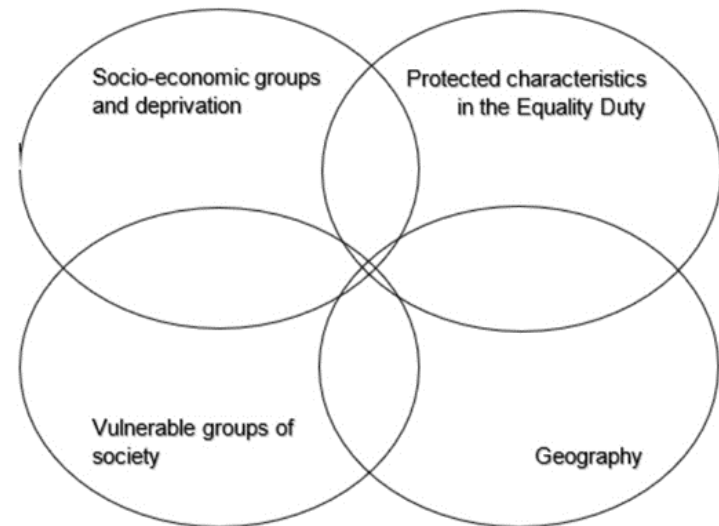 Socio-economic groups
and deprivation
Protected characteristics
in the Equality Duty
Vulnerable groups of
society
Geography